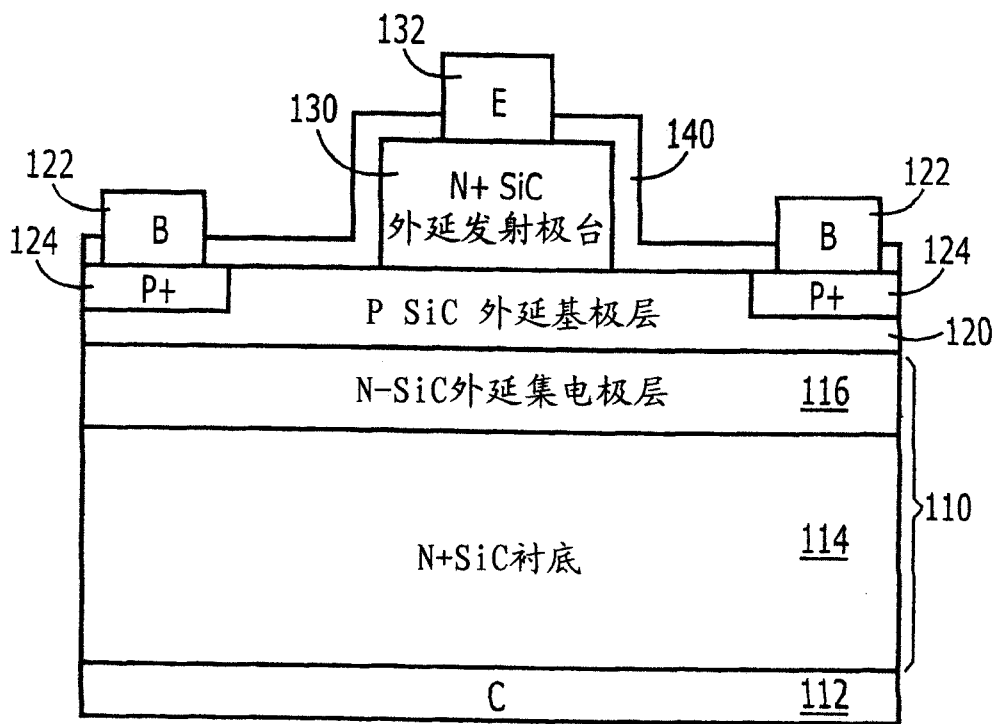 132
E
130
140
N+ SiC
外延发射极台
122
B
122
B
124
P+
124
P+
P SiC 外延基极层
120
N-SiC外延集电极层
116
110
114
N+SiC衬底
C
112